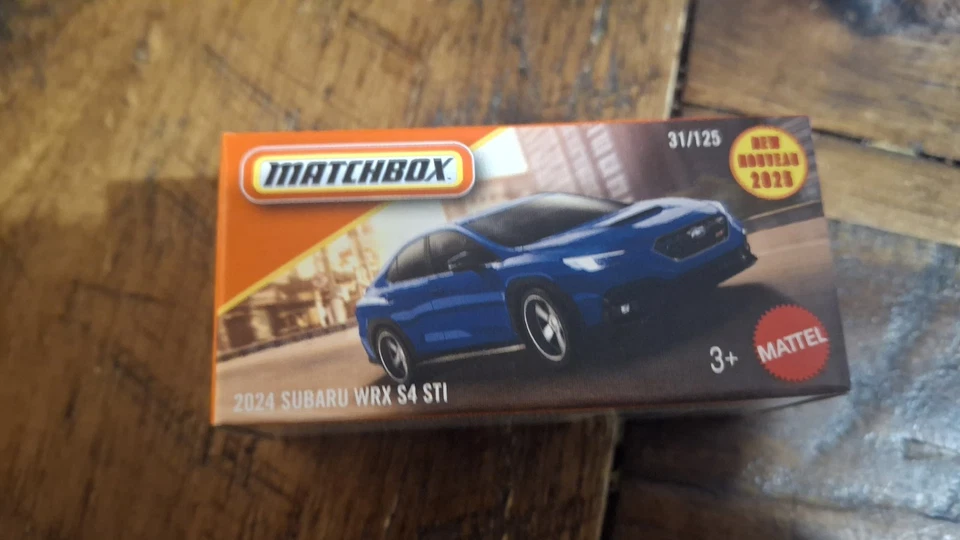 MATCHBOX
31/125
NEW
NOUVEAU
2025
3+
MATTEL
2024 SUBARU WRX S4 STI